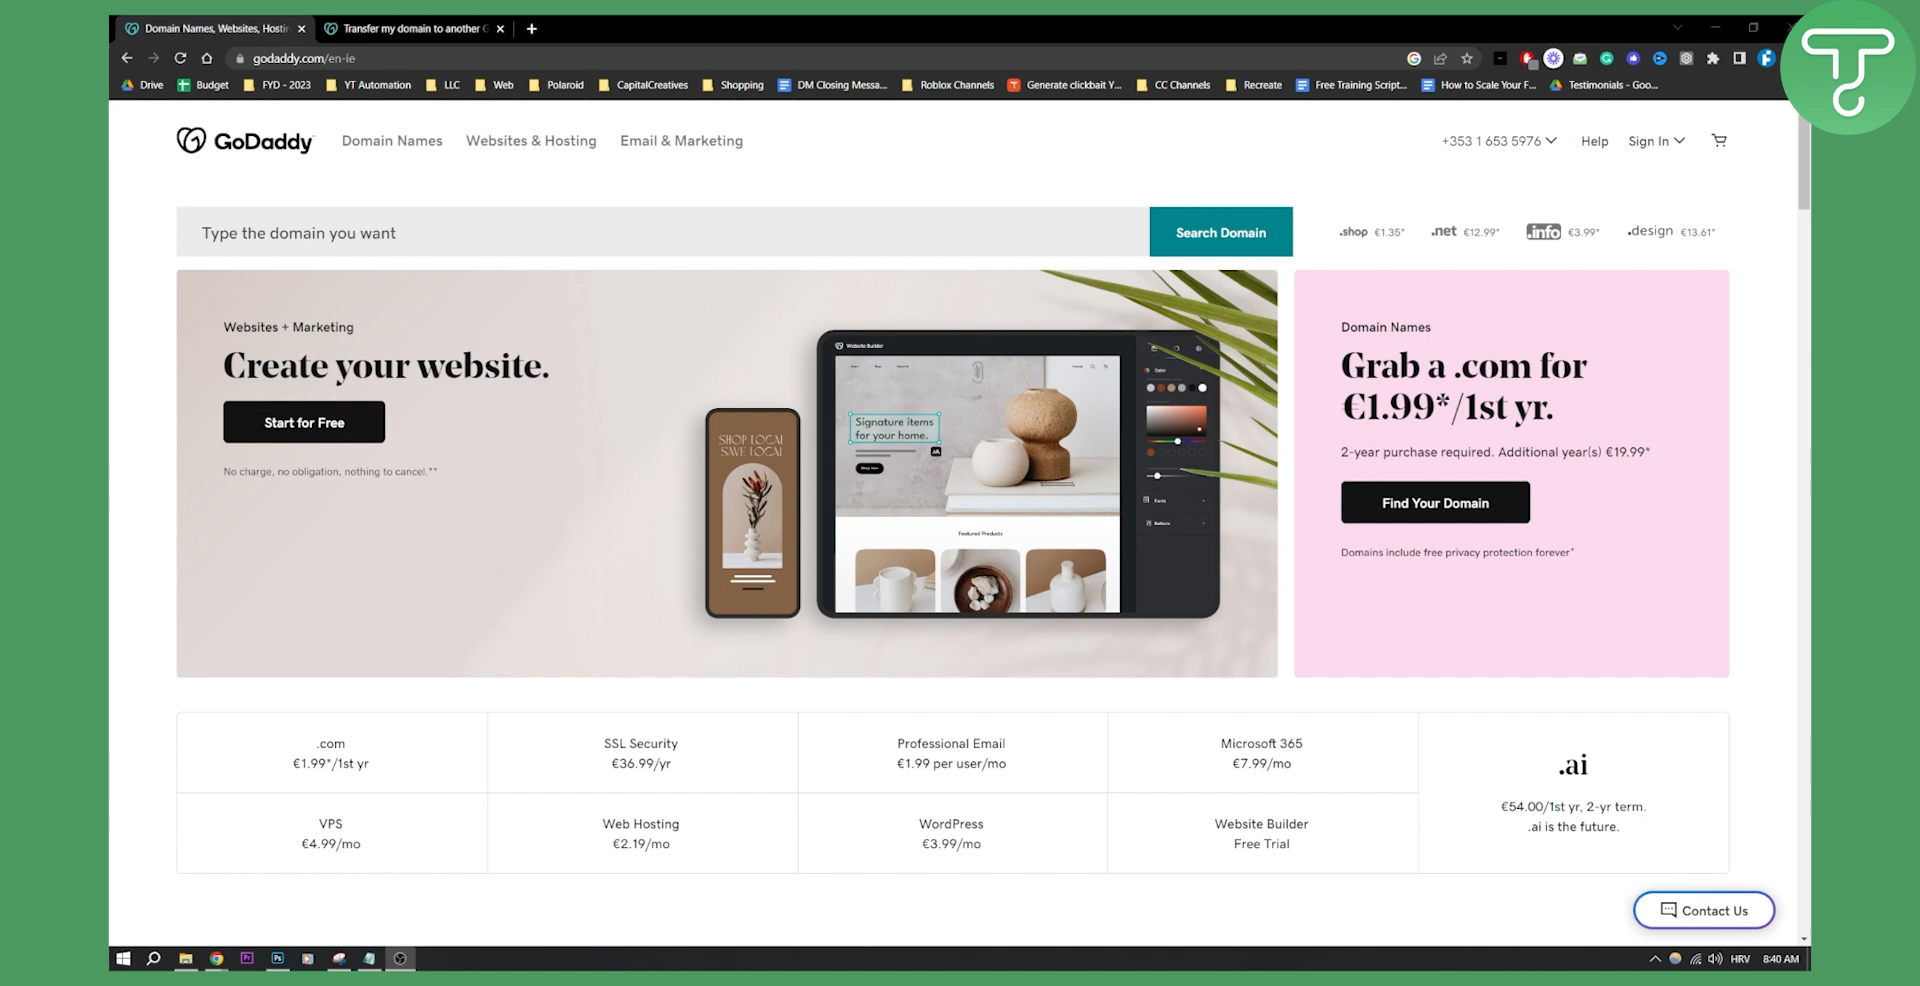 Domain Names, Websites, Hostin
Transfer my domain to another G
godaddy.com/en-ie
Drive
Budget
FYD - 2023
YT Automation
LLC
Web
Polaroid
CapitalCreatives
Shopping
DM Closing Messa...
Roblox Channels
Generate clickbait Y...
CC Channels
Recreate
Free Training Script...
How to Scale Your F...
Testimonials - Goo...
GoDaddy
Domain Names
Websites & Hosting
Email & Marketing
+353 1 653 5976
Help
Sign In
Type the domain you want
Search Domain
.shop €1.35*
.net €12.99*
.info €3.99*
.design €13.61*
Websites + Marketing
Create your website.
Start for Free
No charge, no obligation, nothing to cancel.**
SHOP LOCAL
SAVE LOCAL
Website Builder
Signature items
for your home.
Shop now
Featured Products
Color
Fonts
Buttons
Domain Names
Grab a .com for
€1.99*/1st yr.
2-year purchase required. Additional year(s) €19.99*
Find Your Domain
Domains include free privacy protection forever⁺
.com
€1.99*/1st yr
SSL Security
€36.99/yr
Professional Email
€1.99 per user/mo
Microsoft 365
€7.99/mo
.ai
€54.00/1st yr, 2-yr term.
.ai is the future.
VPS
€4.99/mo
Web Hosting
€2.19/mo
WordPress
€3.99/mo
Website Builder
Free Trial
Contact Us
HRV
8:40 AM